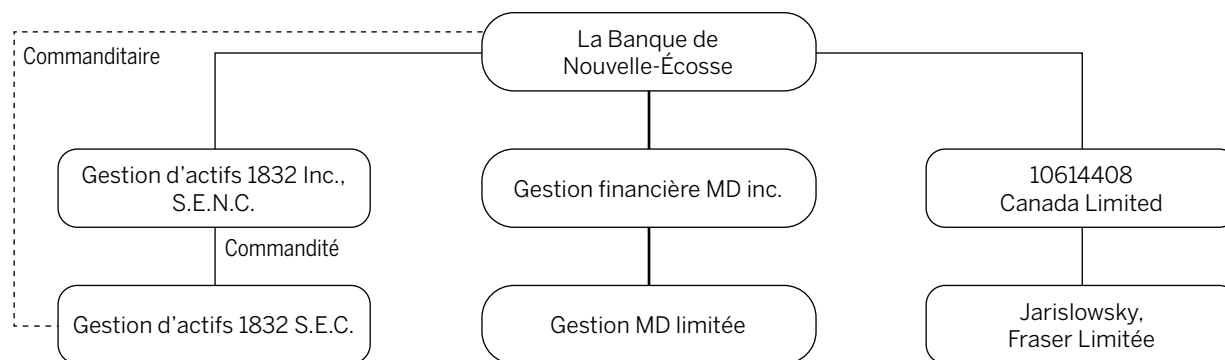 La Banque de
Nouvelle-Écosse
Commanditaire
Gestion d'actifs 1832 Inc.,
S.E.N.C.
Gestion financière MD inc.
10614408
Canada Limited
Commandité
Gestion d'actifs 1832 S.E.C.
Gestion MD limitée
Jarislowsky,
Fraser Limitée